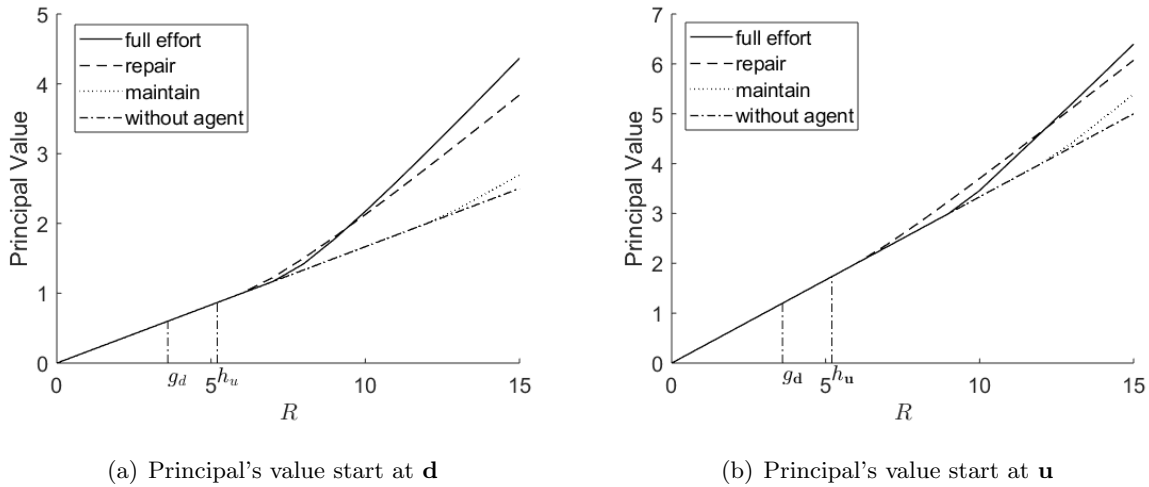 5
4
3
2
1
0
Principal Value
full effort
repair
maintain
without agent
g_d
h_u
0
5
10
15
R
(a) Principal's value start at d
7
6
5
4
3
2
1
0
Principal Value
full effort
repair
maintain
without agent
g_d
h_u
0
5
10
15
R
(b) Principal's value start at u